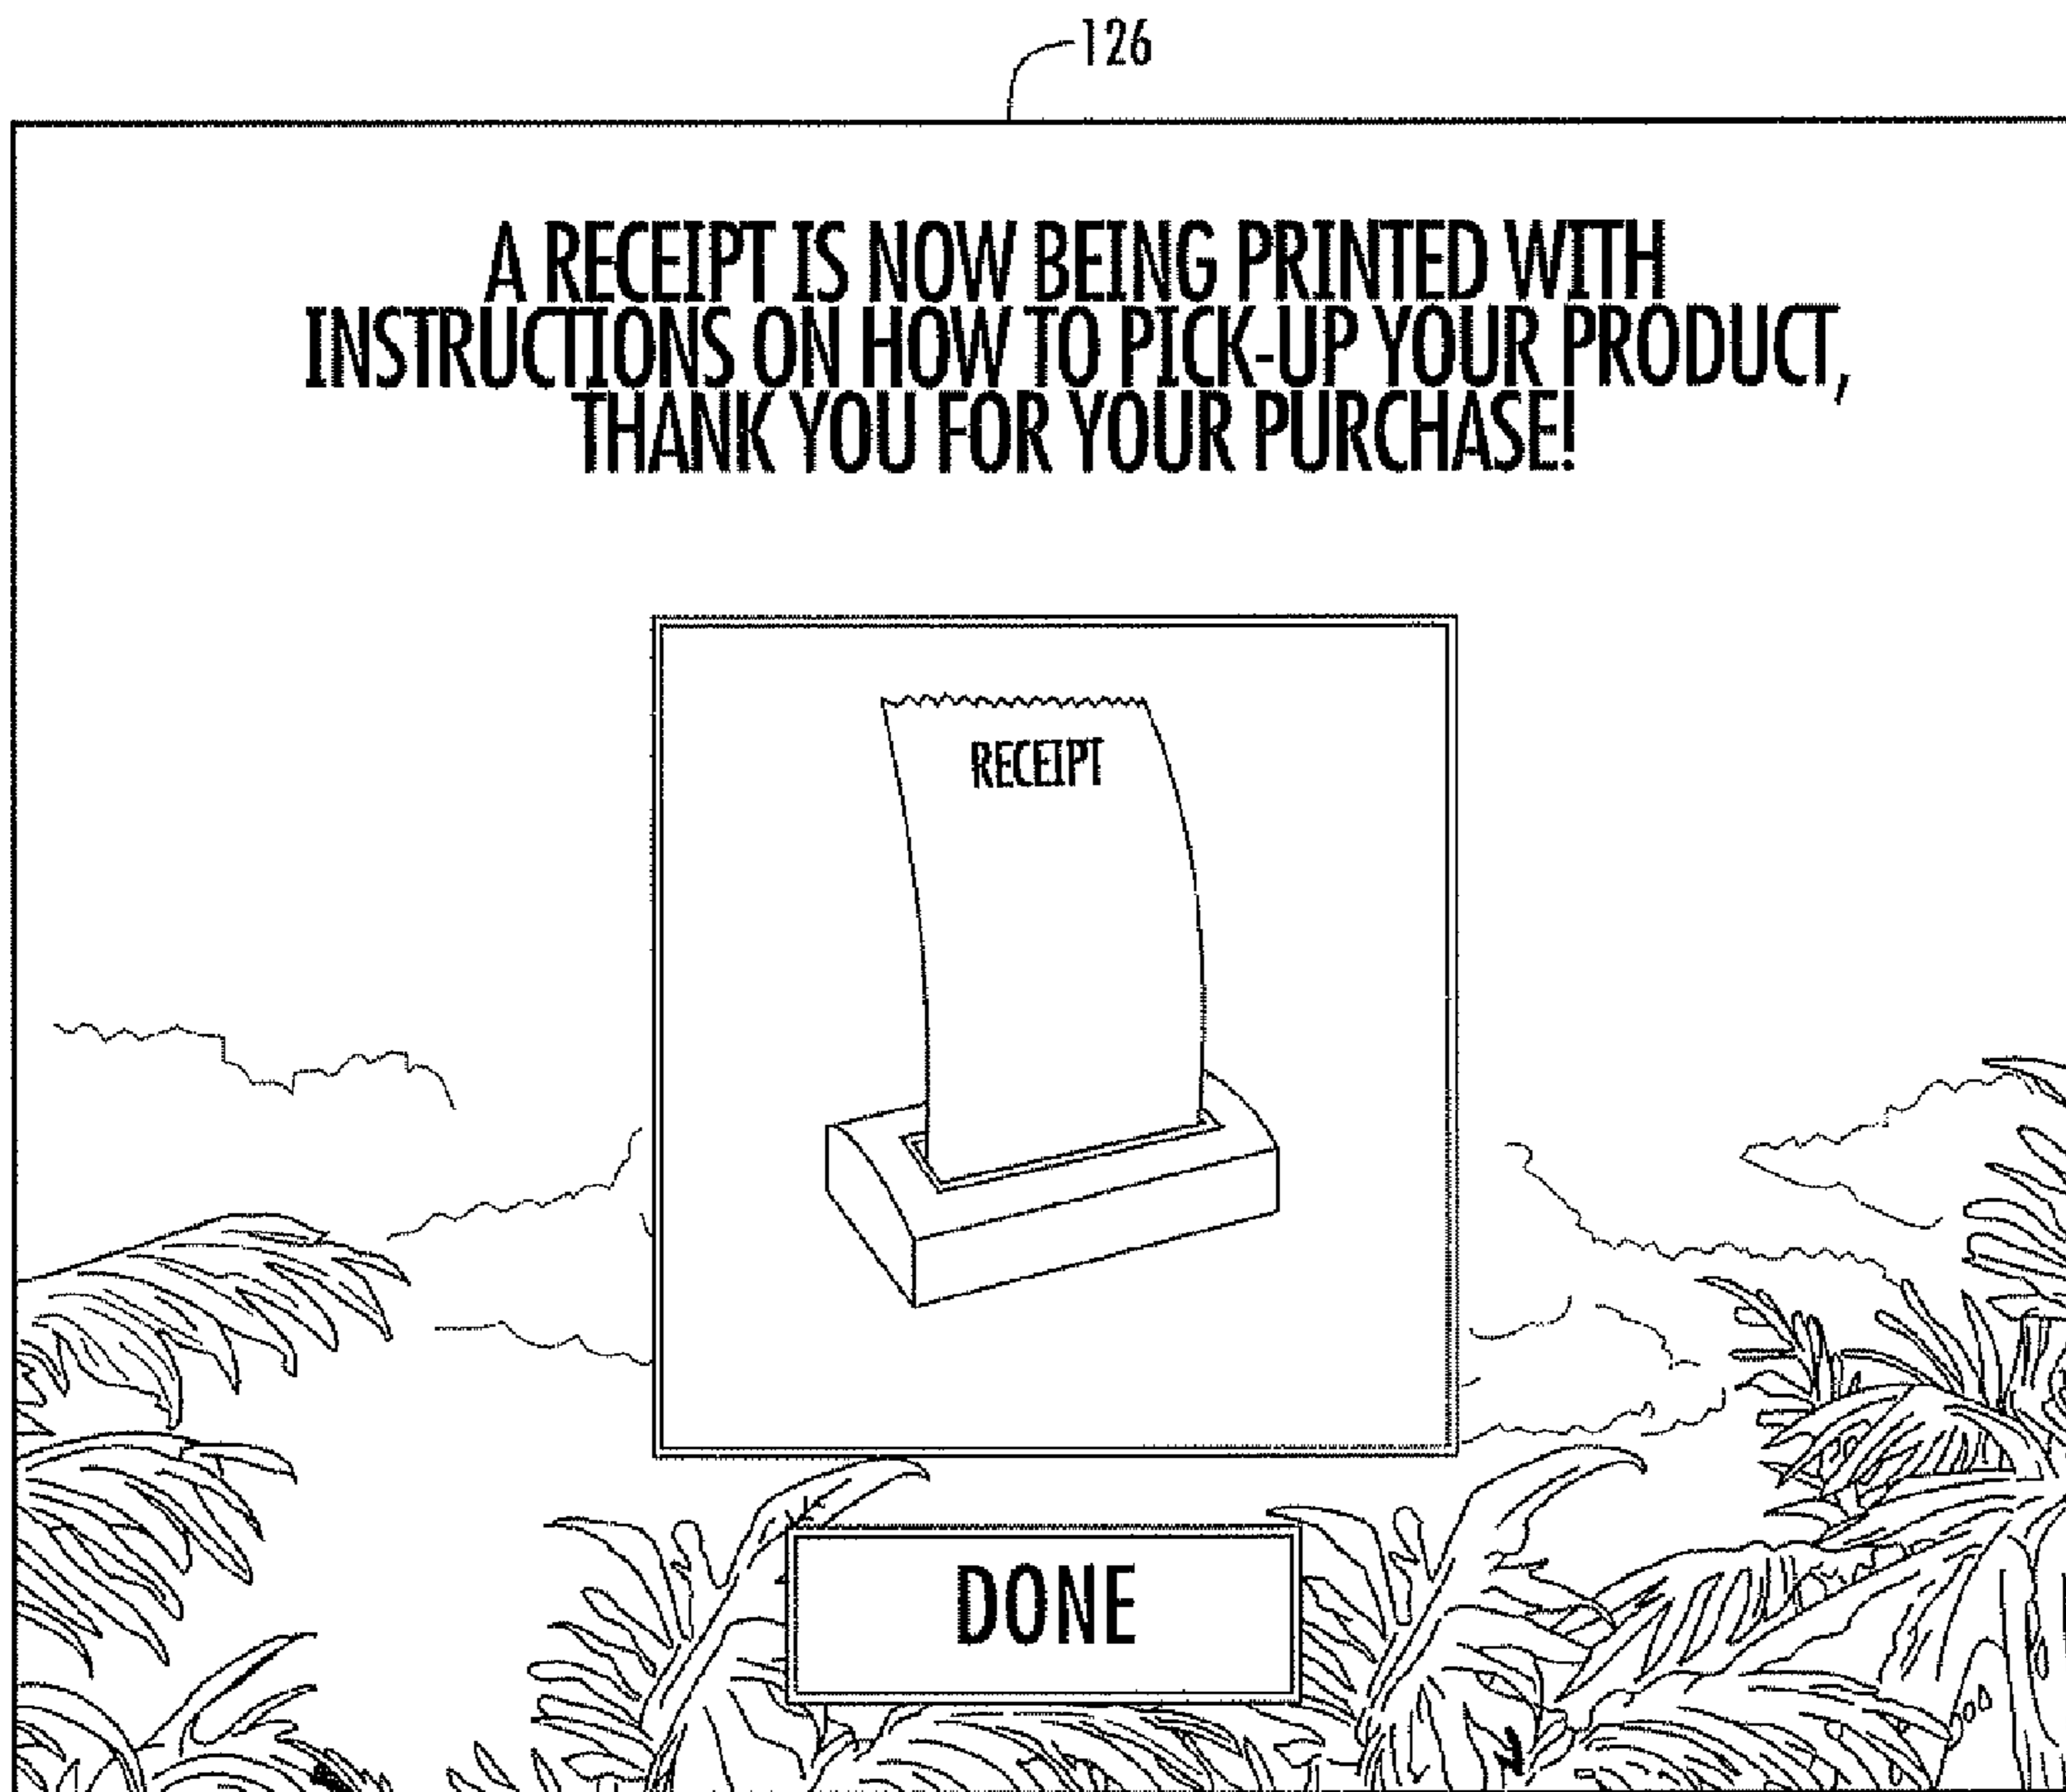 126
A RECEIPT IS NOW BEING PRINTED WITH
INSTRUCTIONS ON HOW TO PICK-UP YOUR PRODUCT,
THANK YOU FOR YOUR PURCHASE!
RECEIPT
DONE